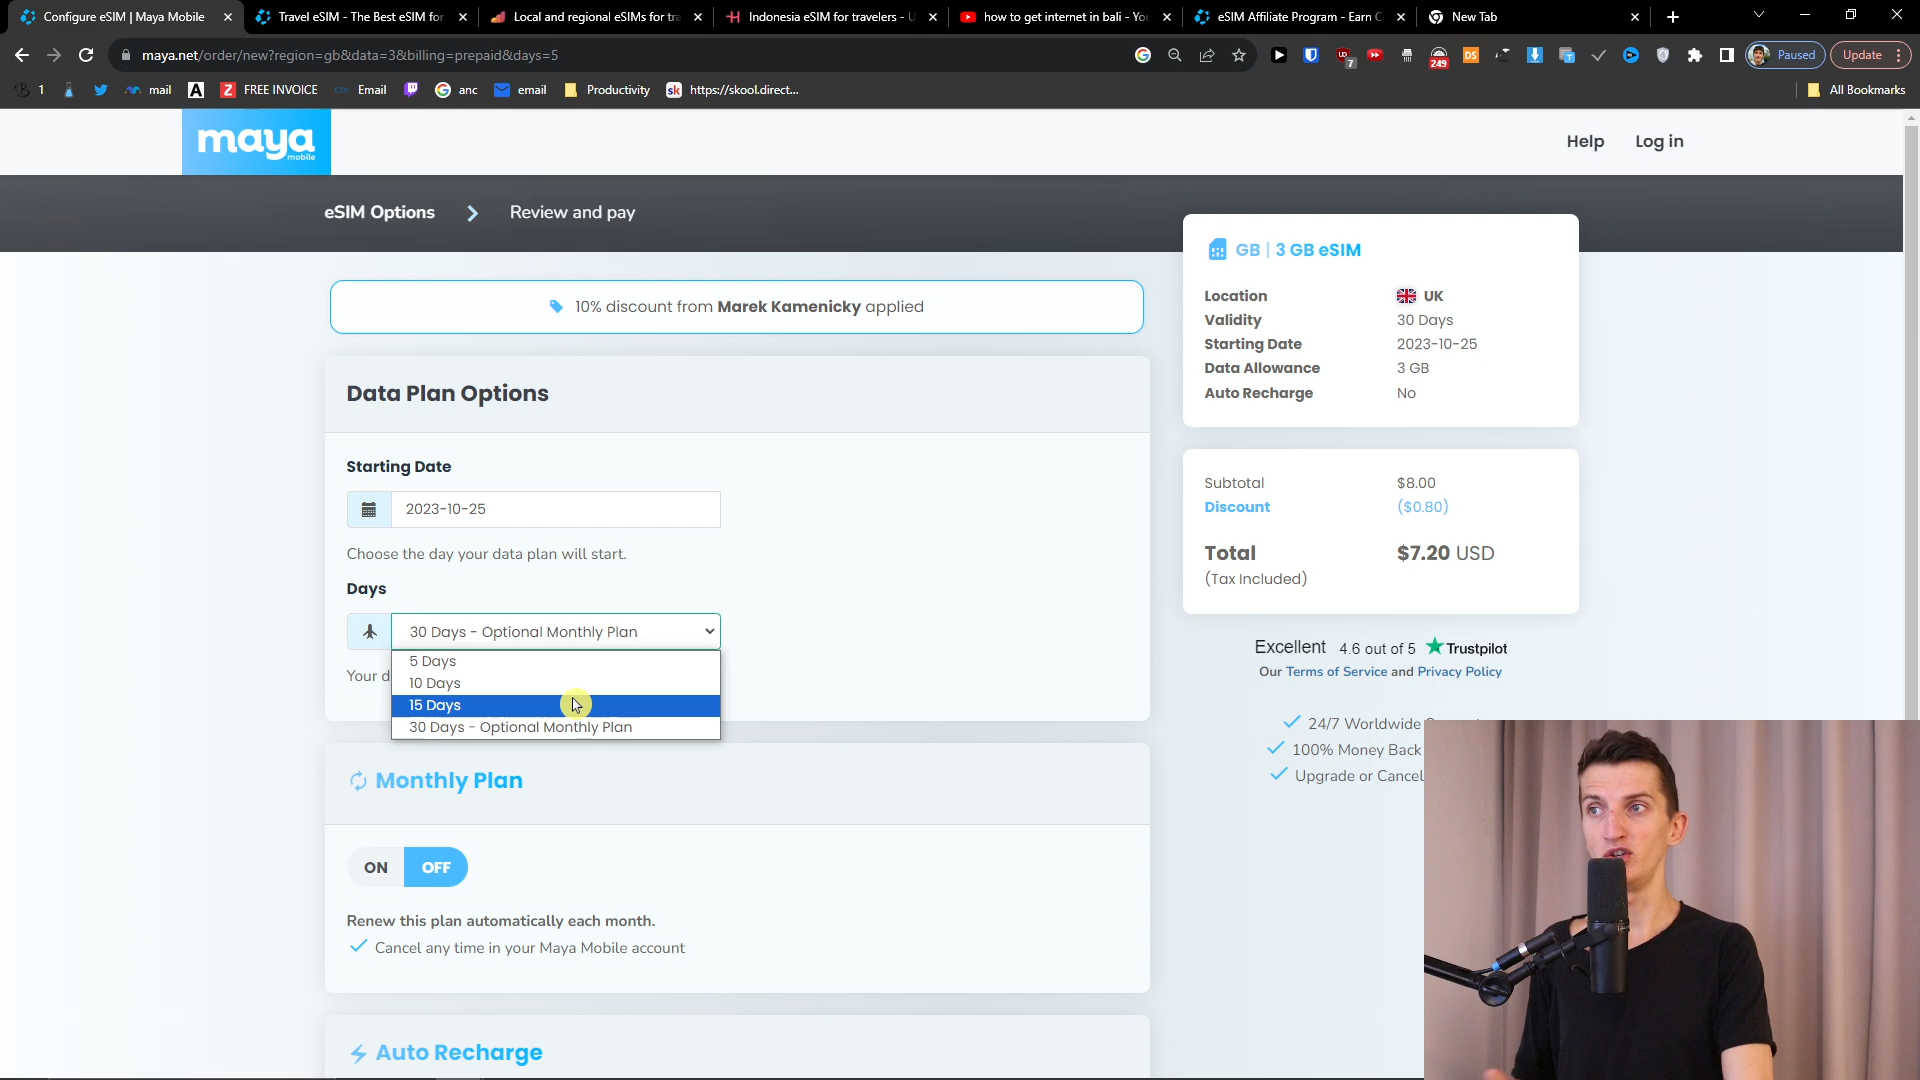 Configure eSIM | Maya Mobile
Travel eSIM - The Best eSIM for
Local and regional eSIMs for tra
Indonesia eSIM for travelers - U
how to get internet in bali - You
eSIM Affiliate Program - Earn C
New Tab
maya.net/order/new?region=gb&data=3&billing=prepaid&days=5
7
249
DS
Paused
Update
1
mail
A
Z FREE INVOICE
Email
anc
email
Productivity
sk https://skool.direct...
All Bookmarks
maya
mobile
Help
Log in
eSIM Options
Review and pay
10% discount from Marek Kamenicky applied
Data Plan Options
Starting Date
2023-10-25
Choose the day your data plan will start.
Days
30 Days - Optional Monthly Plan
Your d
5 Days
10 Days
15 Days
30 Days - Optional Monthly Plan
Monthly Plan
ON
OFF
Renew this plan automatically each month.
Cancel any time in your Maya Mobile account
Auto Recharge
GB | 3 GB eSIM
Location UK
Validity 30 Days
Starting Date 2023-10-25
Data Allowance 3 GB
Auto Recharge No
Subtotal $8.00
Discount ($0.80)
Total $7.20 USD
(Tax Included)
Excellent 4.6 out of 5 Trustpilot
Our Terms of Service and Privacy Policy
24/7 Worldwide
100% Money Back
Upgrade or Cancel